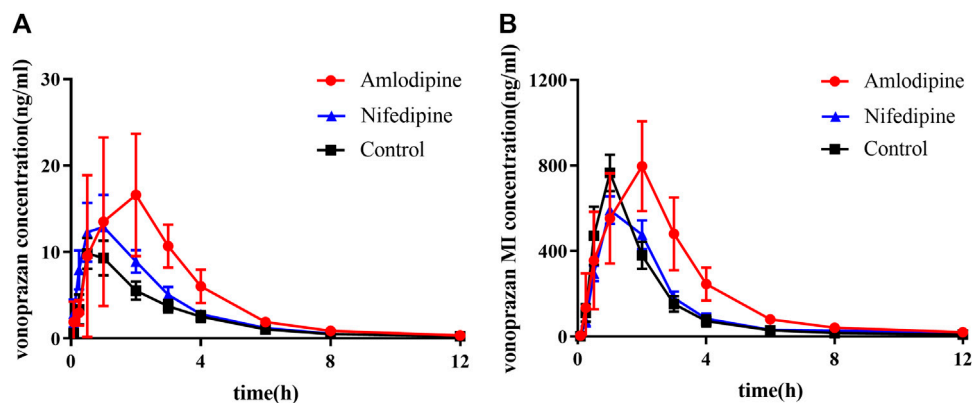 A
vonoprazan concentration(ng/ml)
30
20
10
0
0
4
8
12
time(h)
Amlodipine
Nifedipine
Control
B
vonoprazan MI concentration(ng/ml)
1200
800
400
0
0
4
8
12
time(h)
Amlodipine
Nifedipine
Control